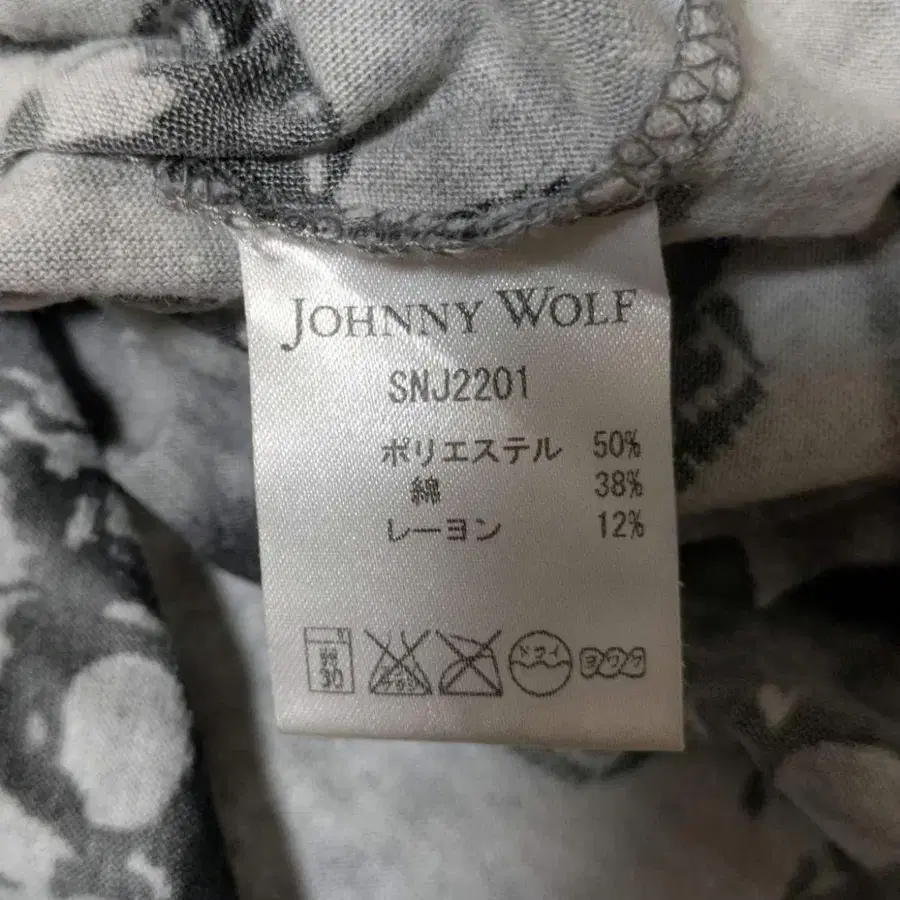 JOHNNY WOLF
SNJ2201
ポリエステル 50%
綿 38%
レーヨン 12%
弱 30 ドライ ヨワク